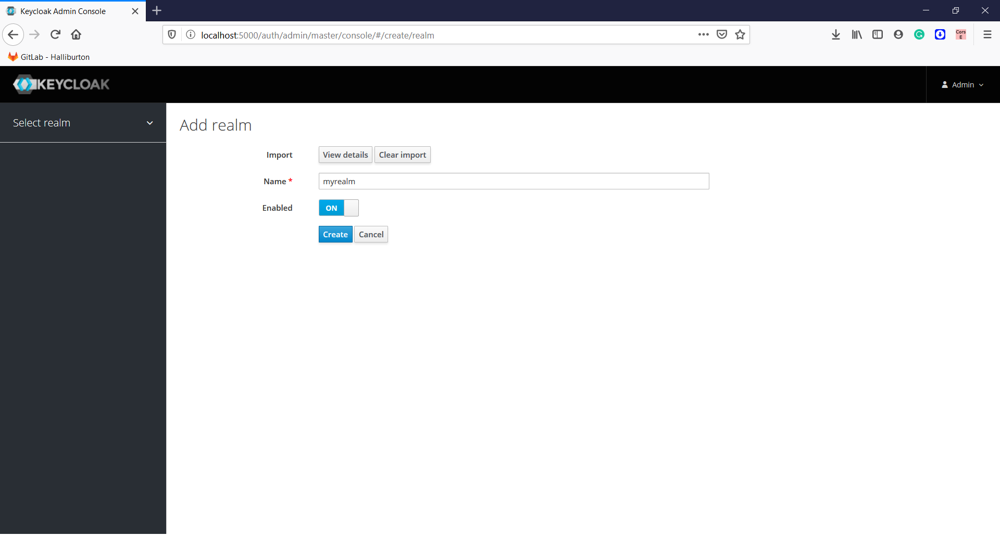 Keycloak Admin Console
localhost:5000/auth/admin/master/console/#/create/realm
Cors
E
GitLab - Halliburton
KEYCLOAK
Admin
Select realm
Add realm
Import View details Clear import
Name * myrealm
Enabled ON
Create Cancel